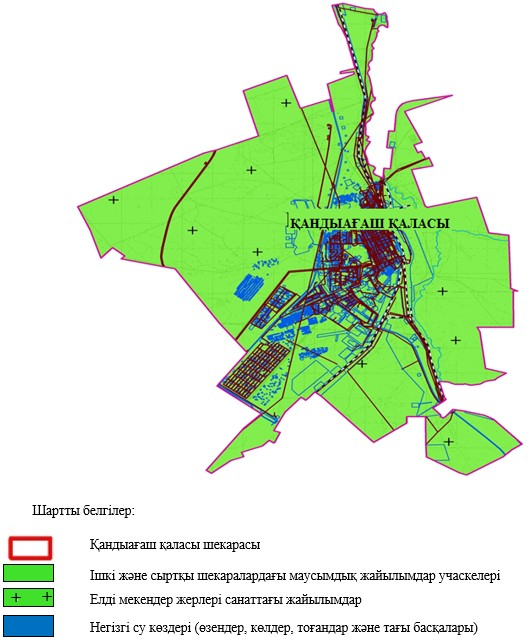 ҚАНДЫАҒАШ ҚАЛАСЫ
Шартты белгілер:
Қандыағаш қаласы шекарасы
Ішкі және сыртқы шекаралардағы маусымдық жайылымдар учаскелері
Елді мекендер жерлері санаттағы жайылымдар
Негізгі су көздері (өзендер, көлдер, тоғандар және тағы басқалары)